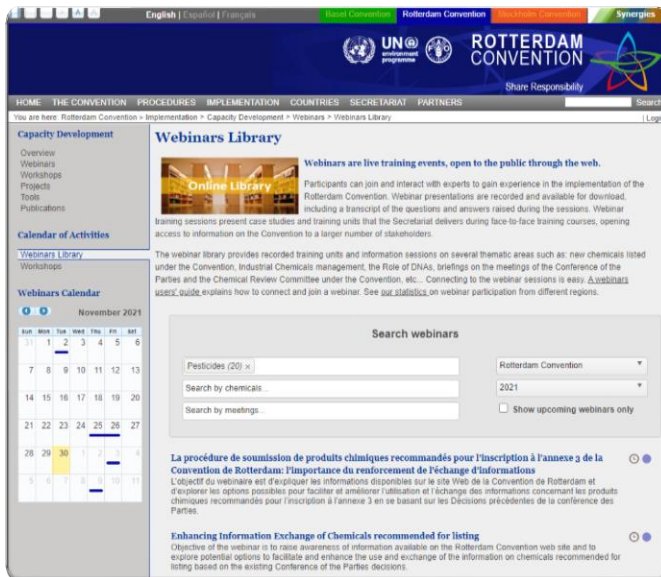 English | Español | Français
Basel Convention
Rotterdam Convention
Stockholm Convention
Synergies
UN
environment
programme
ROTTERDAM
CONVENTION
Share Responsibility
HOME THE CONVENTION PROCEDURES IMPLEMENTATION COUNTRIES SECRETARIAT PARTNERS
Search
You are here: Rotterdam Convention > Implementation > Capacity Development > Webinars > Webinars Library
Capacity Development
Overview
Webinars
Workshops
Projects
Tools
Publications
Calendar of Activities
Webinars Library
Workshops
Webinars Calendar
November 2021
Sun Mon Tue Wed Thu Fri Sat
31 1 2 3 4 5 6
7 8 9 10 11 12 13
14 15 16 17 18 19 20
21 22 23 24 25 26 27
28 29 30 1 2 3 4
5 6 7 8 9 10 11
Webinars Library
Online Library
Webinars are live training events, open to the public through the web.
Participants can join and interact with experts to gain experience in the implementation of the
Rotterdam Convention. Webinar presentations are recorded and available for download,
including a transcript of the questions and answers raised during the sessions. Webinar
training sessions present case studies and training units that the Secretariat delivers during face-to-face training courses, opening
access to information on the Convention to a larger number of stakeholders.
The webinar library provides recorded training units and information sessions on several thematic areas such as: new chemicals listed
under the Convention, Industrial Chemicals management, the Role of DNAs, briefings on the meetings of the Conference of the
Parties and the Chemical Review Committee under the Convention, etc... Connecting to the webinar sessions is easy. A webinars
users' guide explains how to connect and join a webinar. See our statistics on webinar participation from different regions.
Search webinars
Pesticides (20) ×
Rotterdam Convention
Search by chemicals...
2021
Search by meetings...
Show upcoming webinars only
La procédure de soumission de produits chimiques recommandés pour l'inscription à l'annexe 3 de la
Convention de Rotterdam: l'importance du renforcement de l'échange d'informations
L'objectif du webinaire est d'expliquer les informations disponibles sur le site Web de la Convention de Rotterdam et
d'explorer les options possibles pour faciliter et améliorer l'utilisation et l'échange des informations concernant les produits
chimiques recommandés pour l'inscription à l'annexe 3 en se basant sur les Décisions précédentes de la conférence des
Parties.
Enhancing Information Exchange of Chemicals recommended for listing
Objective of the webinar is to raise awareness of information available on the Rotterdam Convention web site and to
explore potential options to facilitate and enhance the use and exchange of the information on chemicals recommended for
listing based on the existing Conference of the Parties decisions.